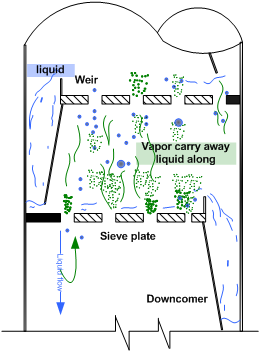 liquid
Weir
Vapor carry away
liquid along
Sieve plate
Liquid flow
Downcomer